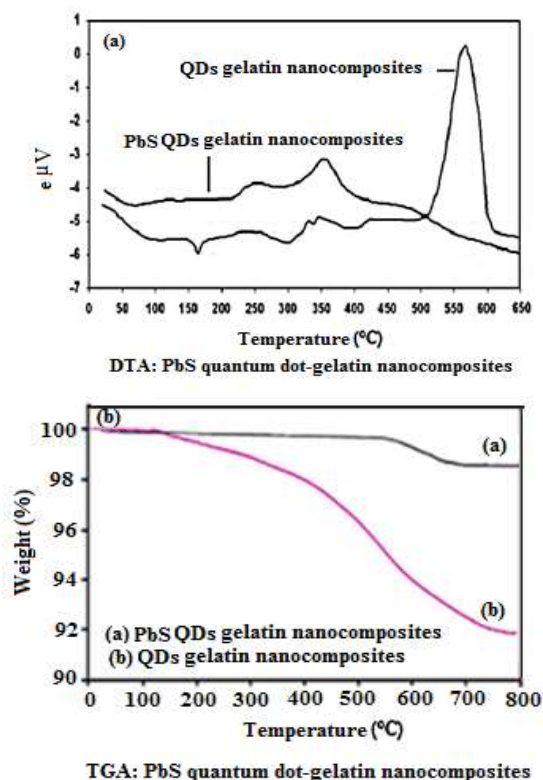 (a)
QDs gelatin nanocomposites
PbS QDs gelatin nanocomposites
e µV
1
0
-1
-2
-3
-4
-5
-6
-7
0 50 100 150 200 250 300 350 400 450 500 550 600 650
Temperature (°C)
DTA: PbS quantum dot-gelatin nanocomposites
(b)
100
98
96
94
92
90
Weight (%)
(a)
(b)
(a) PbS QDs gelatin nanocomposites
(b) QDs gelatin nanocomposites
0 100 200 300 400 500 600 700 800
Temperature (°C)
TGA: PbS quantum dot-gelatin nanocomposites